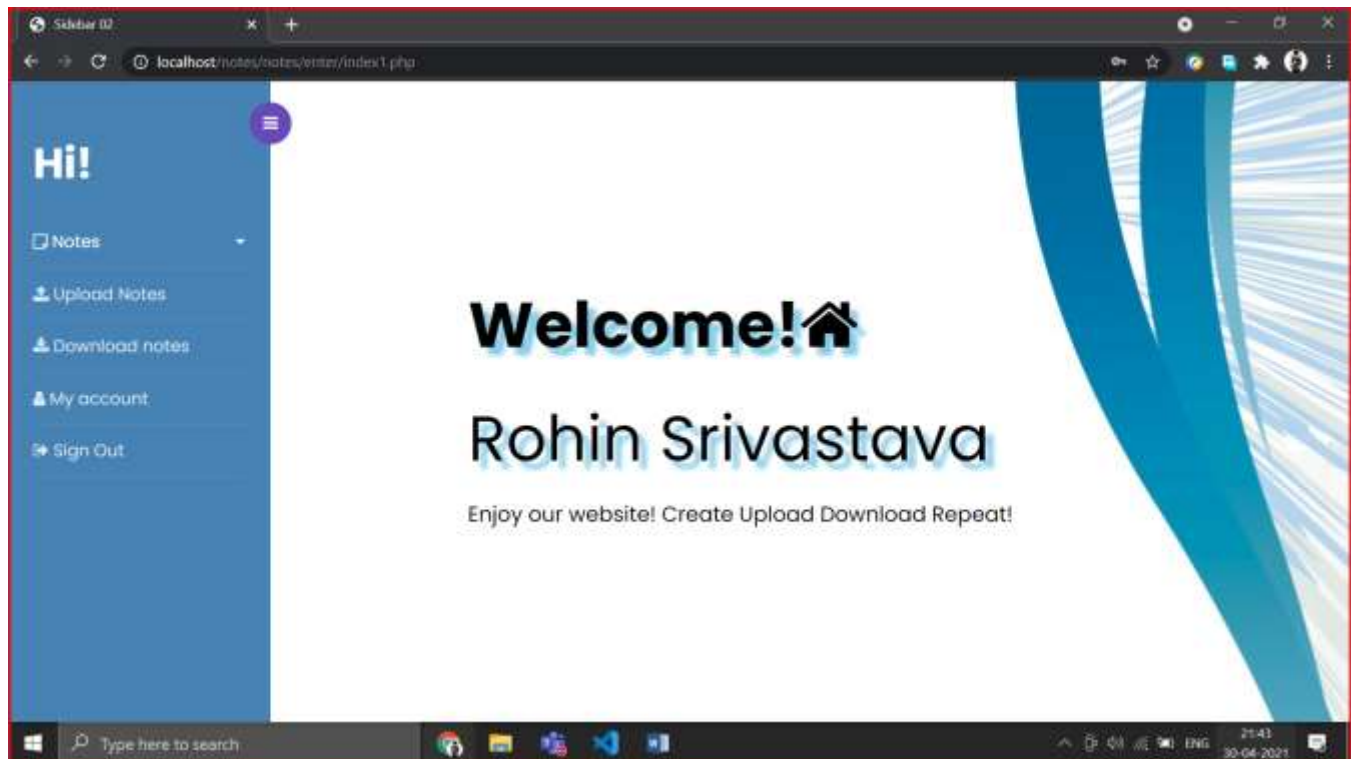 Sidebar 02
localhost/notes/notes/enter/index1.php
Hi!
Notes
Upload Notes
Download notes
My account
Sign Out
Welcome!
Rohin Srivastava
Enjoy our website! Create Upload Download Repeat!
Type here to search
ENG
21:43
30-04-2021